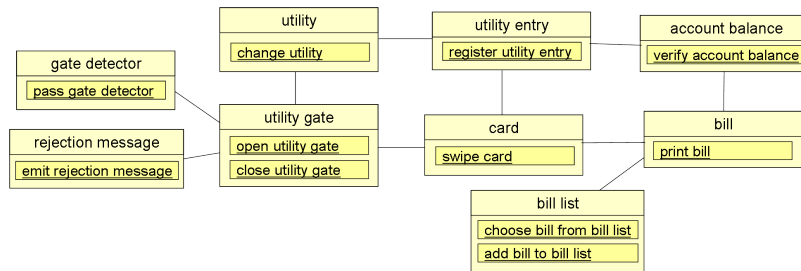 utility
change utility
utility entry
register utility entry
account balance
verify account balance
gate detector
pass gate detector
utility gate
open utility gate
close utility gate
rejection message
emit rejection message
card
swipe card
bill
print bill
bill list
choose bill from bill list
add bill to bill list